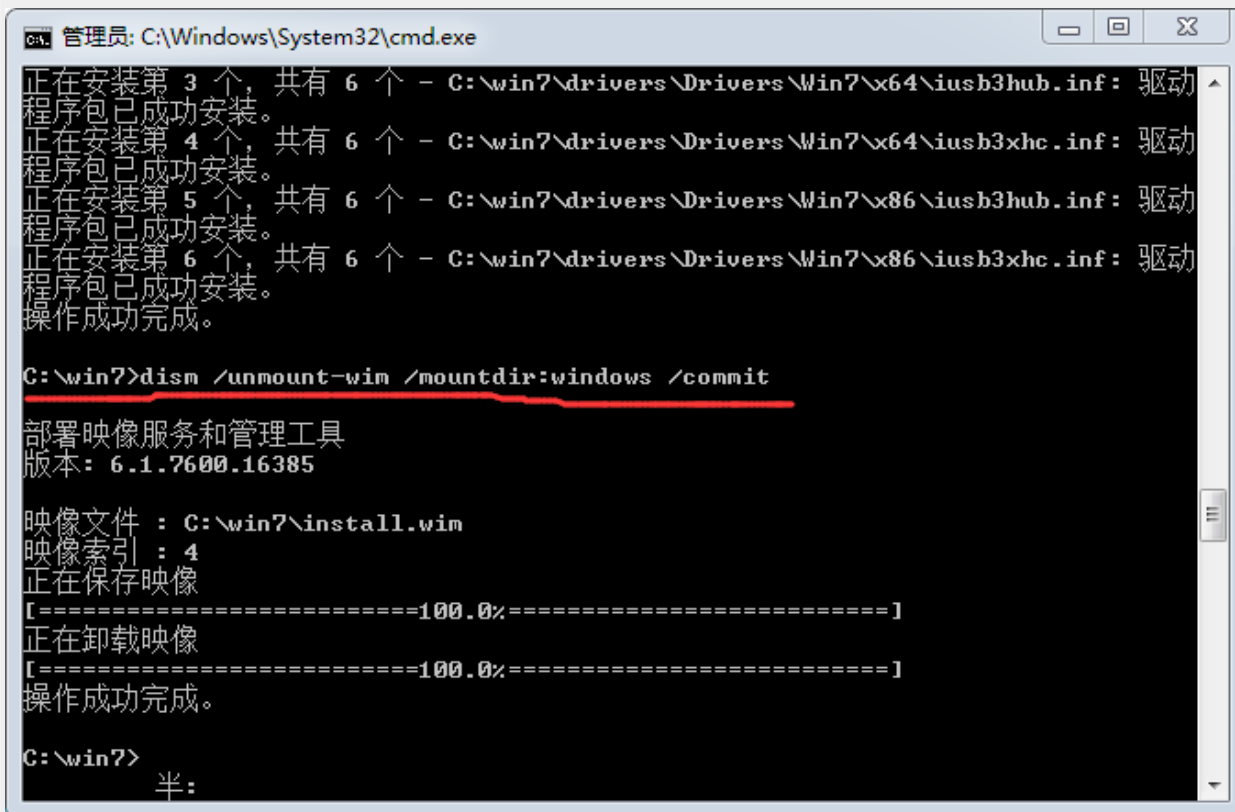 管理员: C:\Windows\System32\cmd.exe
正在安装第 3 个, 共有 6 个 - C:\win7\drivers\Drivers\Win7\x64\iusb3hub.inf: 驱动
程序包已成功安装。
正在安装第 4 个, 共有 6 个 - C:\win7\drivers\Drivers\Win7\x64\iusb3xhc.inf: 驱动
程序包已成功安装。
正在安装第 5 个, 共有 6 个 - C:\win7\drivers\Drivers\Win7\x86\iusb3hub.inf: 驱动
程序包已成功安装。
正在安装第 6 个, 共有 6 个 - C:\win7\drivers\Drivers\Win7\x86\iusb3xhc.inf: 驱动
程序包已成功安装。
操作成功完成。
C:\win7>dism /unmount-wim /mountdir:windows /commit
部署映像服务和管理工具
版本: 6.1.7600.16385
映像文件 : C:\win7\install.wim
映像索引 : 4
正在保存映像
[==========================100.0%==========================]
正在卸载映像
[==========================100.0%==========================]
操作成功完成。
C:\win7>
半: